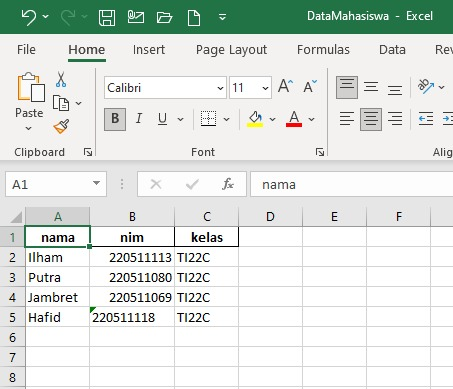 DataMahasiswa - Excel
File Home Insert Page Layout Formulas Data Rev
Paste
Calibri 11 A A
B I U A ab
Clipboard Font Alig
A1 fx nama
A B C D E F
1 nama nim kelas
2 Ilham 220511113 TI22C
3 Putra 220511080 TI22C
4 Jambret 220511069 TI22C
5 Hafid 220511118 TI22C
6
7
8